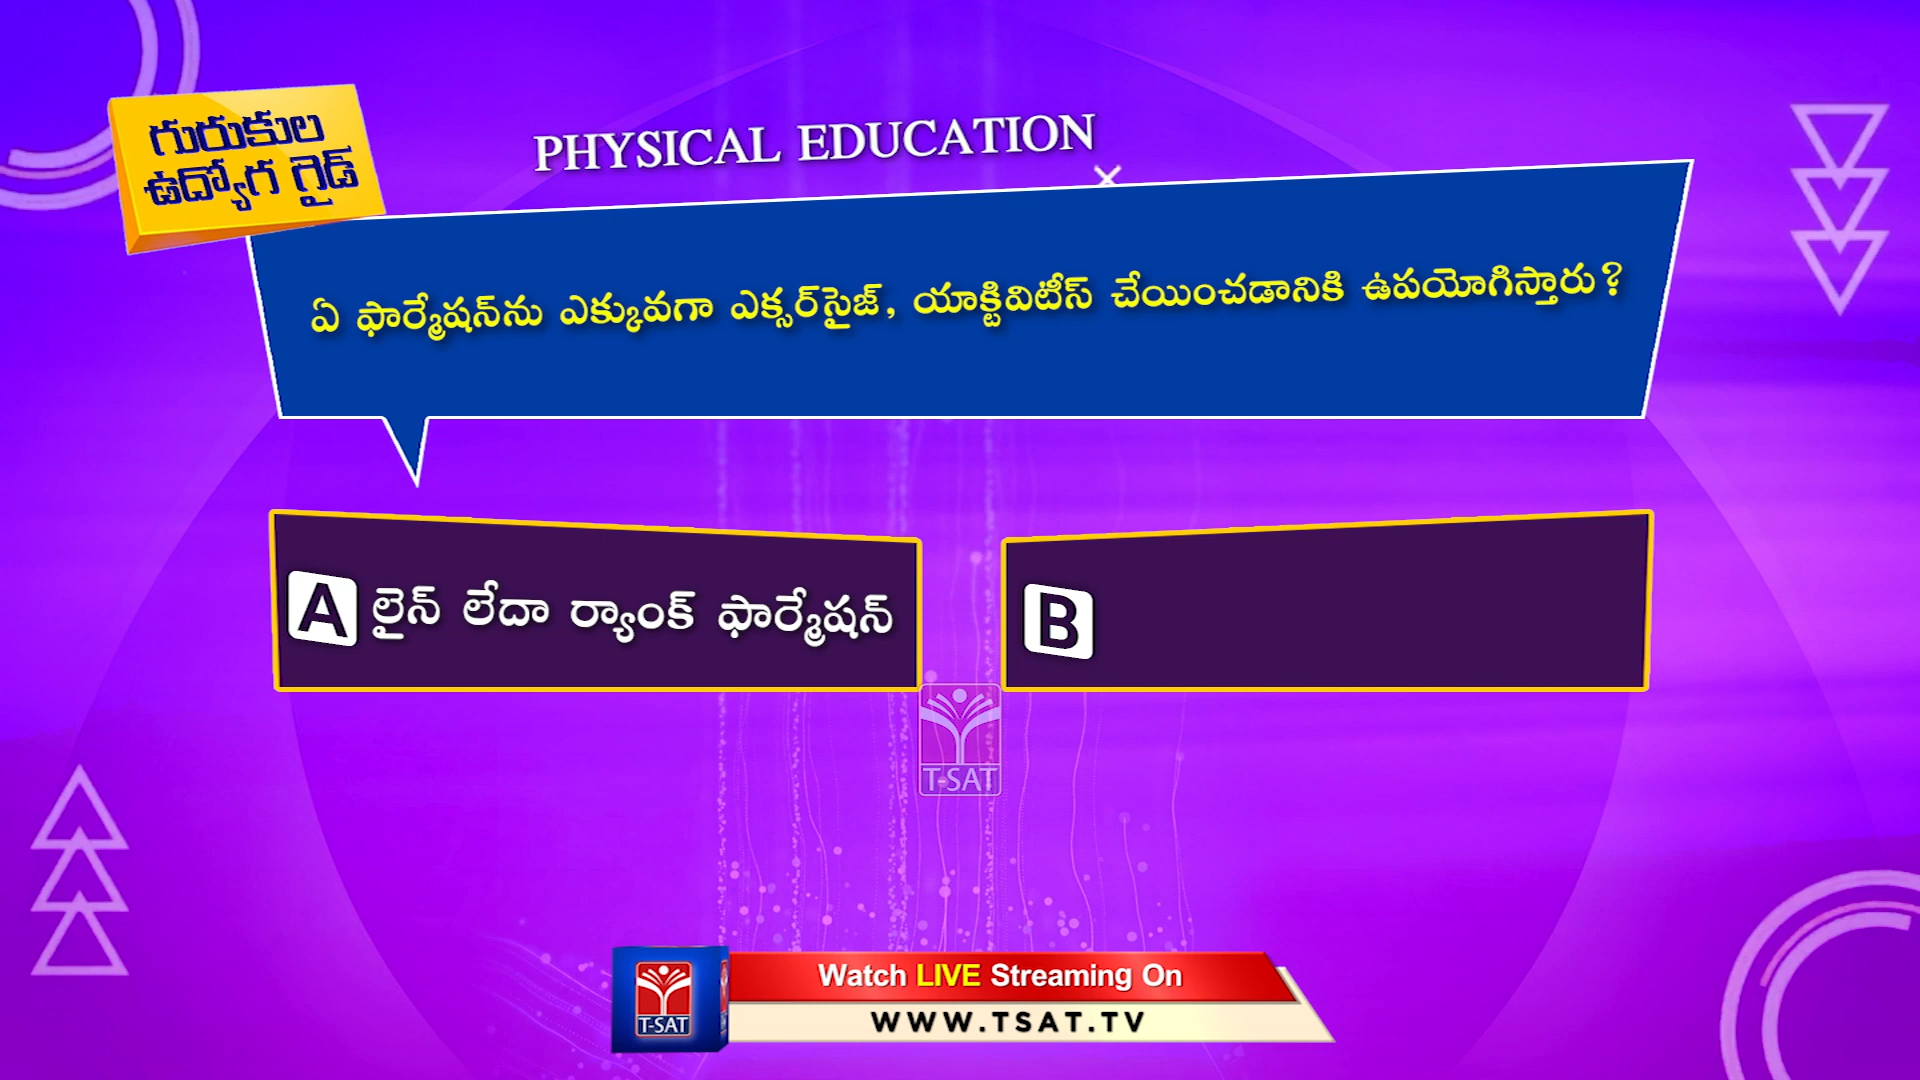 గురుకుల
ఉద్యోగ గైడ్
PHYSICAL EDUCATION
ఏ ఫార్మేషన్‌ను ఎక్కువగా ఎక్సర్‌సైజ్, యాక్టివిటీస్ చేయించడానికి ఉపయోగిస్తారు?
A లైన్ లేదా ర్యాంక్ ఫార్మేషన్
B
T-SAT
Watch LIVE Streaming On
T-SAT
WWW.TSAT.TV